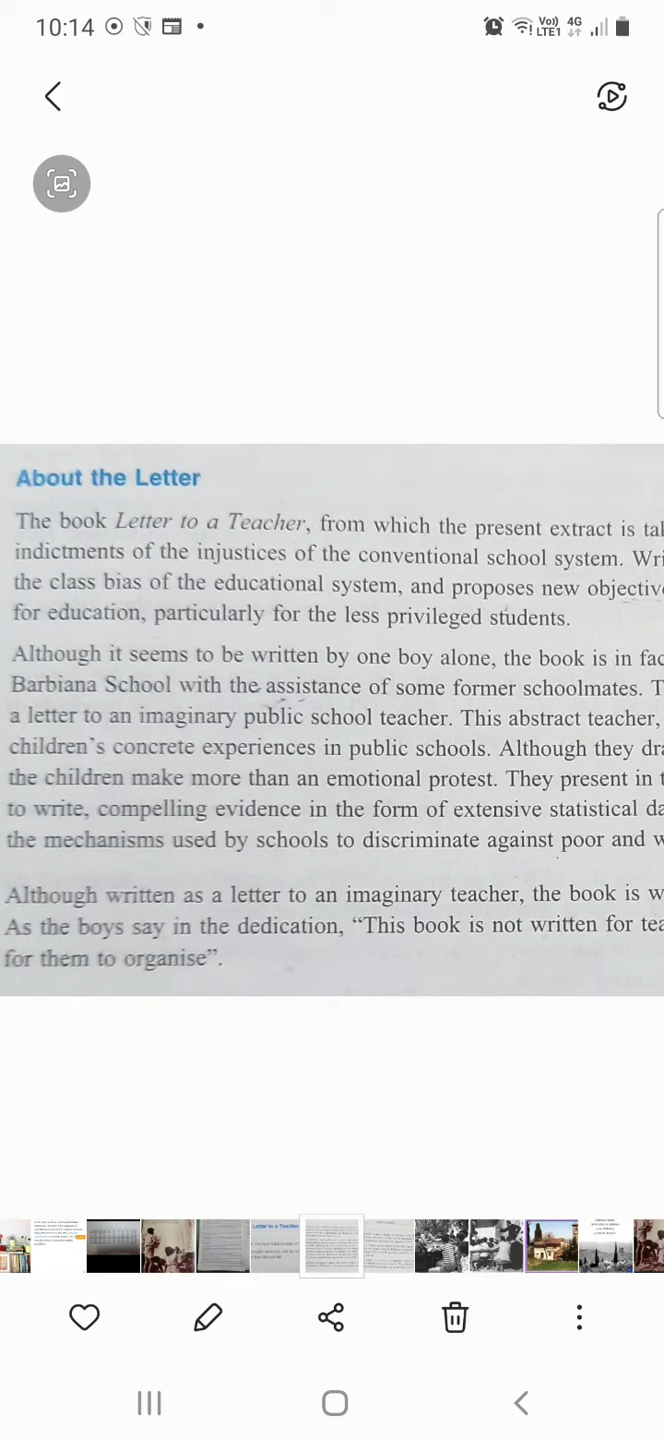 10:14
Vo)) 4G
LTE1
About the Letter
The book Letter to a Teacher, from which the present extract is tal
indictments of the injustices of the conventional school system. Wri
the class bias of the educational system, and proposes new objective
for education, particularly for the less privileged students.
Although it seems to be written by one boy alone, the book is in fac
Barbiana School with the assistance of some former schoolmates. T
a letter to an imaginary public school teacher. This abstract teacher,
children's concrete experiences in public schools. Although they dra
the children make more than an emotional protest. They present in t
to write, compelling evidence in the form of extensive statistical da
the mechanisms used by schools to discriminate against poor and w
Although written as a letter to an imaginary teacher, the book is w
As the boys say in the dedication, “This book is not written for tea
for them to organise”.
Letter to a Teacher